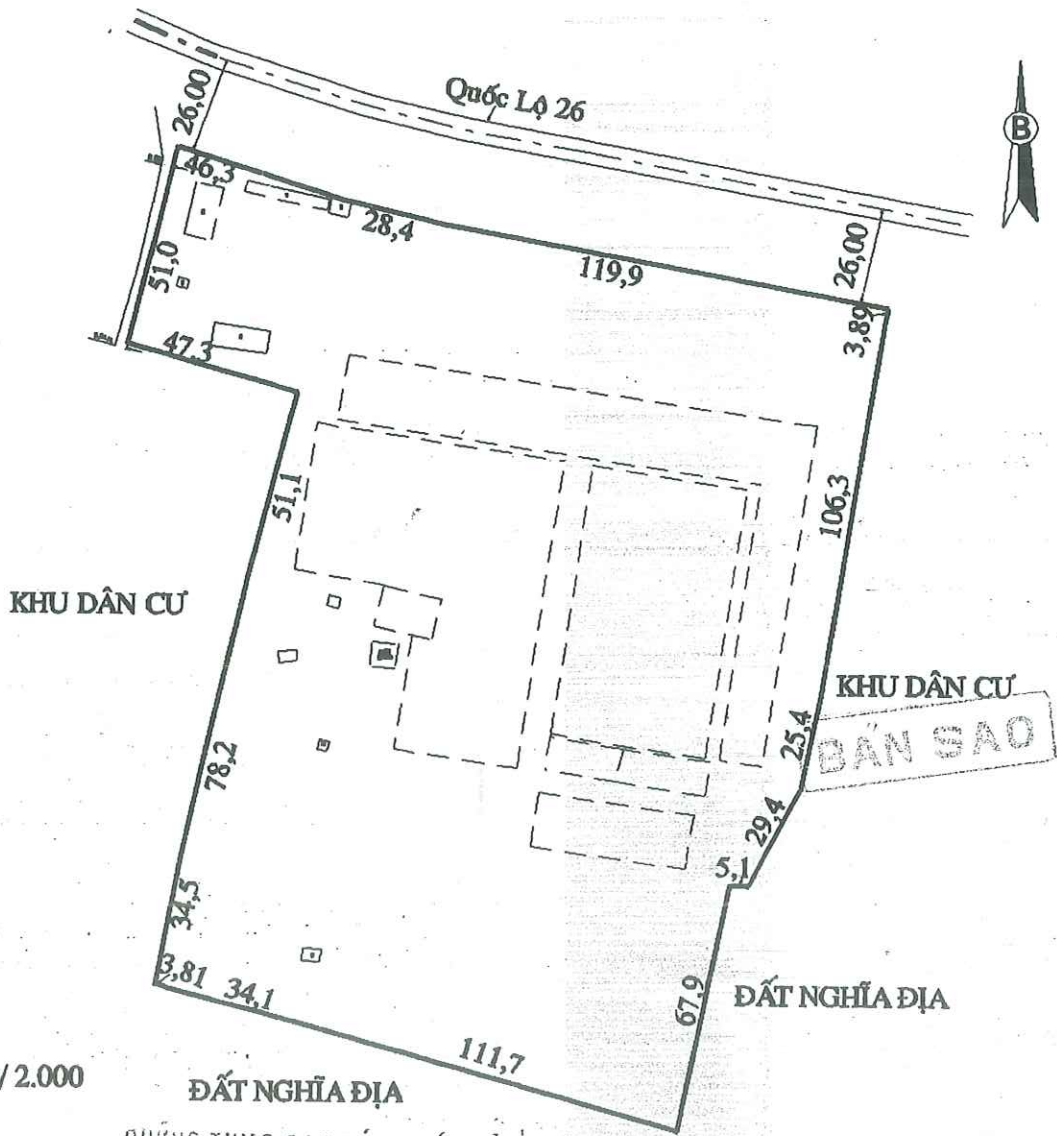 Quốc Lộ 26
26,00
B
46,3
28,4
119,9
26,00
3,89
51,0
47.3
51,1
106,3
KHU DÂN CƯ
KHU DÂN CƯ
BẢN SAO
25,4
78,2
29,4
5,1
34,5
3,81
34,1
67.9
ĐẤT NGHĨA ĐỊA
111,7
/ 2.000
ĐẤT NGHĨA ĐỊA